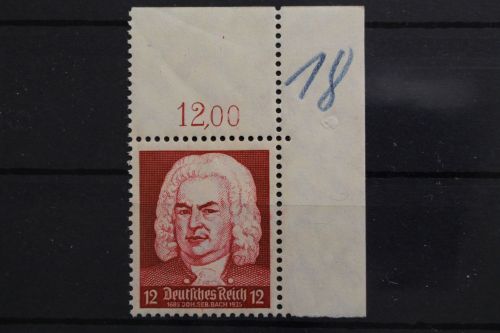 18
12,00
12 Deutsches Reich 12
1685 JOH. SEB. BACH 1935